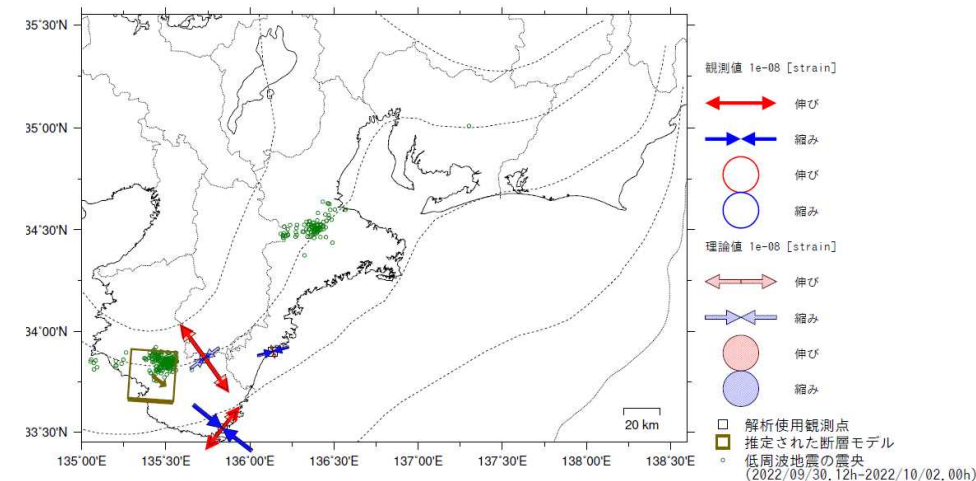 35°30'N
35°00'N
34°30'N
34°00'N
33°30'N
135°00'E
135°30'E
136°00'E
136°30'E
137°00'E
137°30'E
138°00'E
138°30'E
20 km
観測値 1e-08 [strain]
伸び
縮み
伸び
縮み
理論値 1e-08 [strain]
伸び
縮み
伸び
縮み
解析使用観測点
推定された断層モデル
低周波地震の震央
(2022/09/30.12h-2022/10/02.00h)